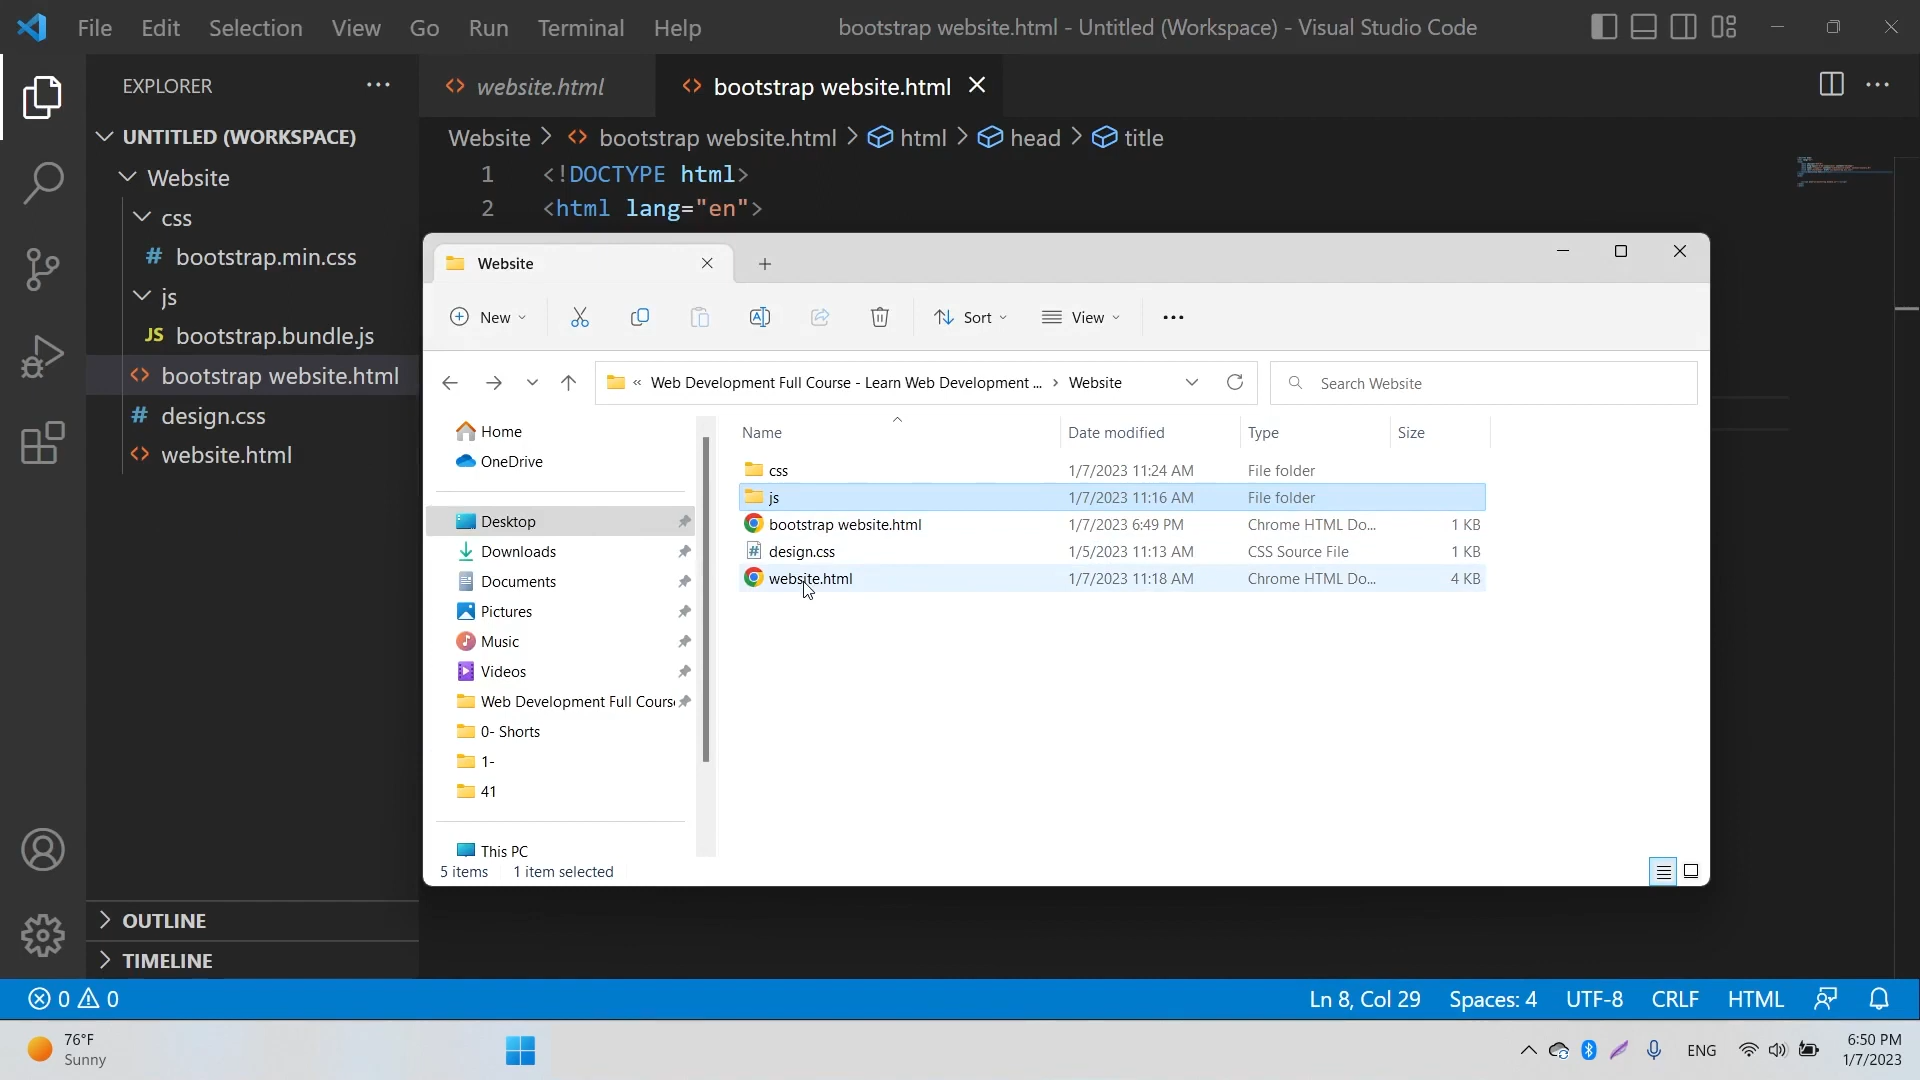 File Edit Selection View Go Run Terminal Help
bootstrap website.html - Untitled (Workspace) - Visual Studio Code
EXPLORER
website.html
bootstrap website.html
UNTITLED (WORKSPACE)
Website > bootstrap website.html > html > head > title
Website
css
bootstrap.min.css
js
JS bootstrap.bundle.js
bootstrap website.html
design.css
website.html
1 <!DOCTYPE html>
2 <html lang="en">
Website
New
Sort
View
« Web Development Full Course - Learn Web Development ... > Website
Search Website
Home
OneDrive
Desktop
Downloads
Documents
Pictures
Music
Videos
Web Development Full Cours
0- Shorts
1-
41
This PC
Name Date modified Type Size
css 1/7/2023 11:24 AM File folder
js 1/7/2023 11:16 AM File folder
bootstrap website.html 1/7/2023 6:49 PM Chrome HTML Do... 1 KB
design.css 1/5/2023 11:13 AM CSS Source File 1 KB
website.html 1/7/2023 11:18 AM Chrome HTML Do... 4 KB
5 items 1 item selected
OUTLINE
TIMELINE
0 0
Ln 8, Col 29 Spaces: 4 UTF-8 CRLF HTML
76°F
Sunny
ENG
6:50 PM
1/7/2023